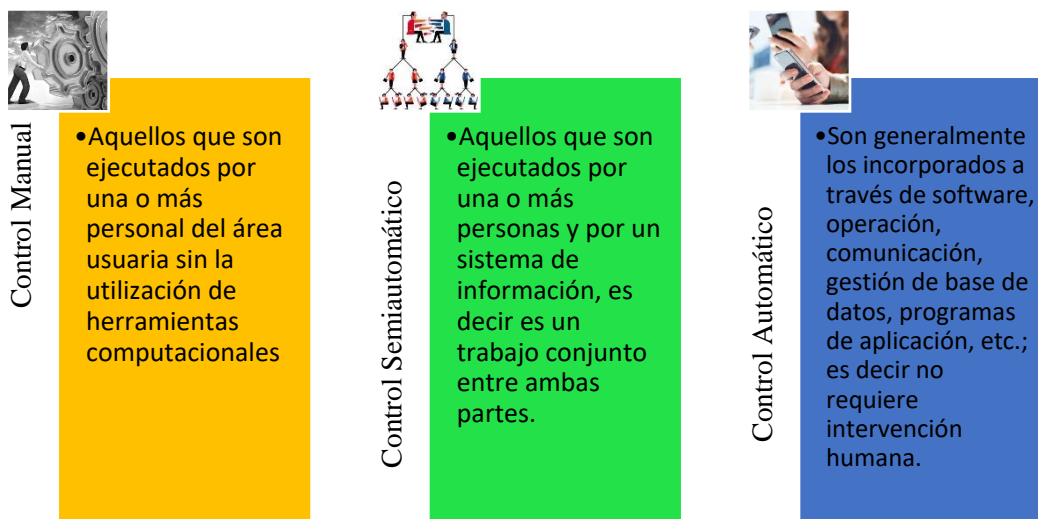 Control Manual
•Aquellos que son
ejecutados por
una o más
personal del área
usuaria sin la
utilización de
herramientas
computacionales
Control Semiautomático
•Aquellos que son
ejecutados por
una o más
personas y por un
sistema de
información, es
decir es un
trabajo conjunto
entre ambas
partes.
Control Automático
•Son generalmente
los incorporados a
través de software,
operación,
comunicación,
gestión de base de
datos, programas
de aplicación, etc.;
es decir no
requiere
intervención
humana.